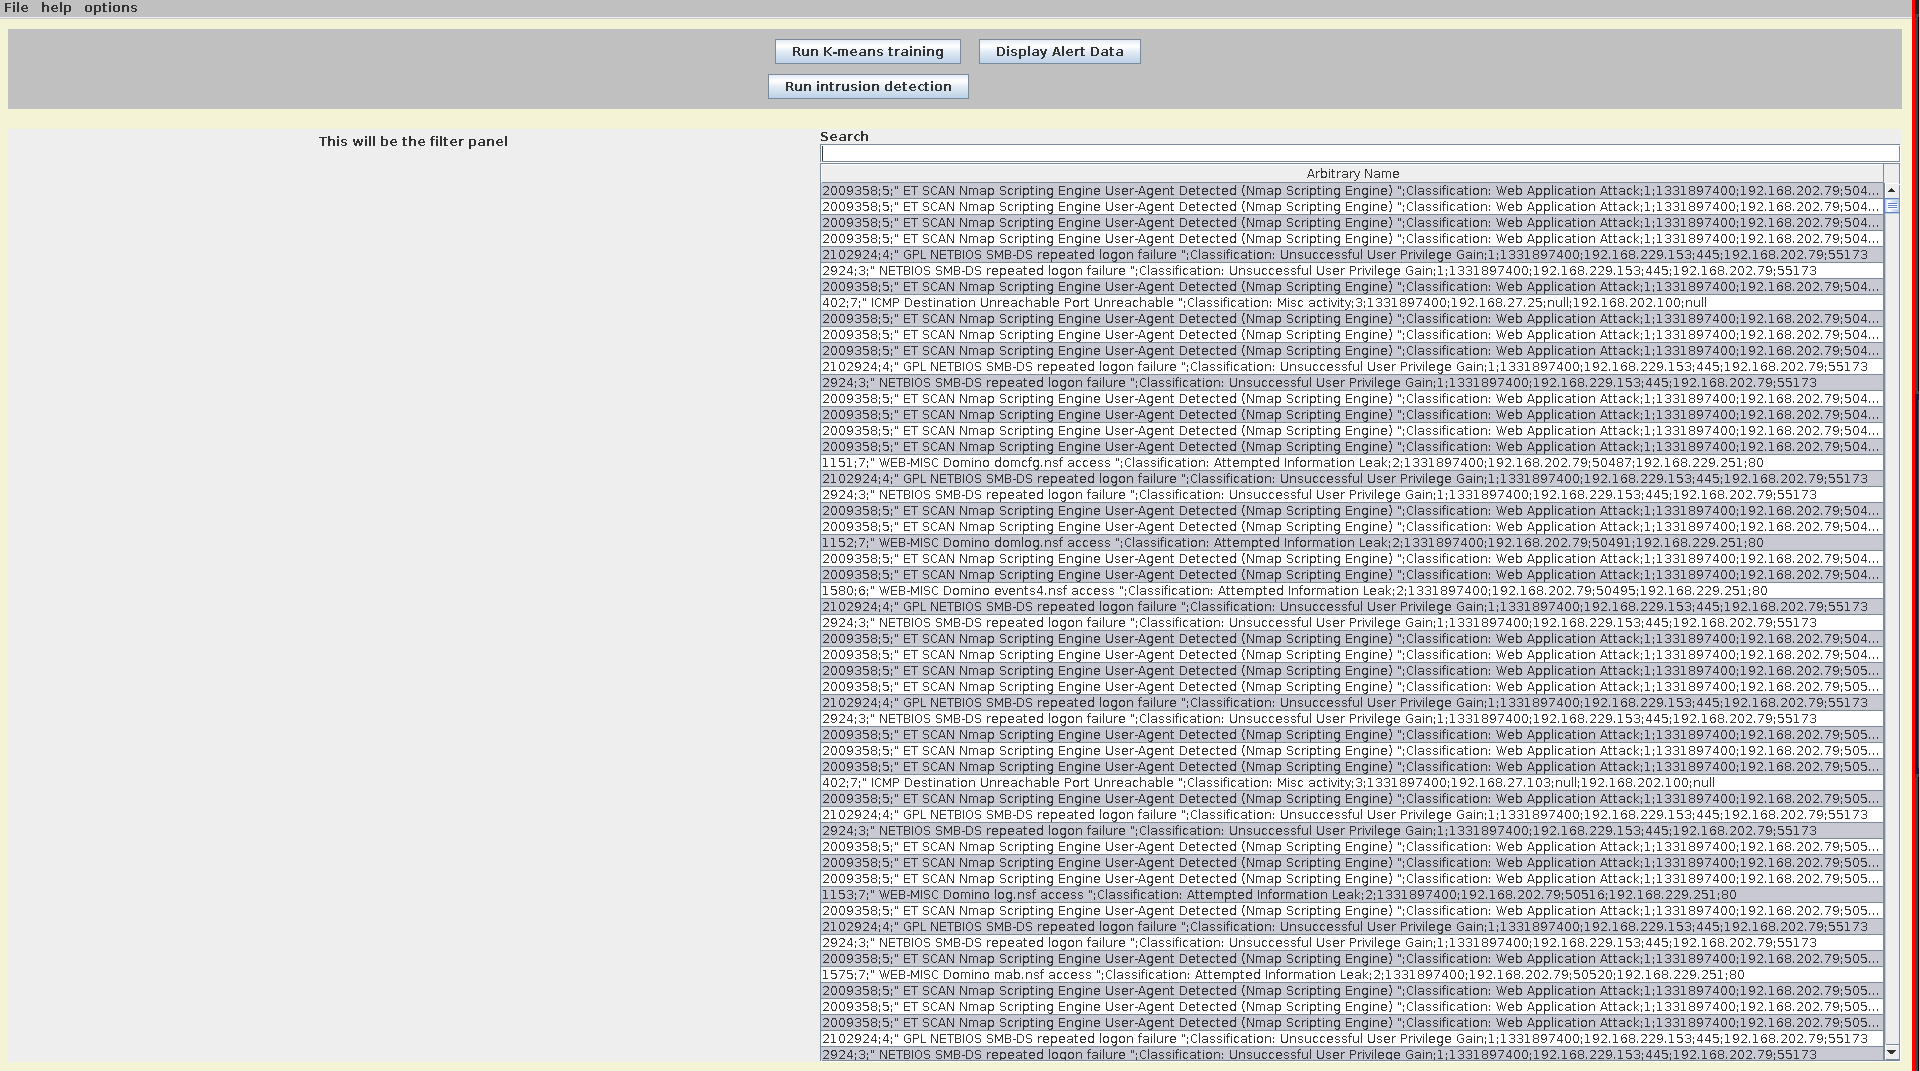 File help options
Run K-means training Display Alert Data
Run intrusion detection
This will be the filter panel
Search
Arbitrary Name
2009358;5;" ET SCAN Nmap Scripting Engine User-Agent Detected (Nmap Scripting Engine) ";Classification: Web Application Attack;1;1331897400;192.168.202.79;504...
2009358;5;" ET SCAN Nmap Scripting Engine User-Agent Detected (Nmap Scripting Engine) ";Classification: Web Application Attack;1;1331897400;192.168.202.79;504...
2009358;5;" ET SCAN Nmap Scripting Engine User-Agent Detected (Nmap Scripting Engine) ";Classification: Web Application Attack;1;1331897400;192.168.202.79;504...
2009358;5;" ET SCAN Nmap Scripting Engine User-Agent Detected (Nmap Scripting Engine) ";Classification: Web Application Attack;1;1331897400;192.168.202.79;504...
2102924;4;" GPL NETBIOS SMB-DS repeated logon failure ";Classification: Unsuccessful User Privilege Gain;1;1331897400;192.168.229.153;445;192.168.202.79;55173
2924;3;" NETBIOS SMB-DS repeated logon failure ";Classification: Unsuccessful User Privilege Gain;1;1331897400;192.168.229.153;445;192.168.202.79;55173
2009358;5;" ET SCAN Nmap Scripting Engine User-Agent Detected (Nmap Scripting Engine) ";Classification: Web Application Attack;1;1331897400;192.168.202.79;504...
402;7;" ICMP Destination Unreachable Port Unreachable ";Classification: Misc activity;3;1331897400;192.168.27.25;null;192.168.202.100;null
2009358;5;" ET SCAN Nmap Scripting Engine User-Agent Detected (Nmap Scripting Engine) ";Classification: Web Application Attack;1;1331897400;192.168.202.79;504...
2009358;5;" ET SCAN Nmap Scripting Engine User-Agent Detected (Nmap Scripting Engine) ";Classification: Web Application Attack;1;1331897400;192.168.202.79;504...
2009358;5;" ET SCAN Nmap Scripting Engine User-Agent Detected (Nmap Scripting Engine) ";Classification: Web Application Attack;1;1331897400;192.168.202.79;504...
2102924;4;" GPL NETBIOS SMB-DS repeated logon failure ";Classification: Unsuccessful User Privilege Gain;1;1331897400;192.168.229.153;445;192.168.202.79;55173
2924;3;" NETBIOS SMB-DS repeated logon failure ";Classification: Unsuccessful User Privilege Gain;1;1331897400;192.168.229.153;445;192.168.202.79;55173
2009358;5;" ET SCAN Nmap Scripting Engine User-Agent Detected (Nmap Scripting Engine) ";Classification: Web Application Attack;1;1331897400;192.168.202.79;504...
2009358;5;" ET SCAN Nmap Scripting Engine User-Agent Detected (Nmap Scripting Engine) ";Classification: Web Application Attack;1;1331897400;192.168.202.79;504...
2009358;5;" ET SCAN Nmap Scripting Engine User-Agent Detected (Nmap Scripting Engine) ";Classification: Web Application Attack;1;1331897400;192.168.202.79;504...
2009358;5;" ET SCAN Nmap Scripting Engine User-Agent Detected (Nmap Scripting Engine) ";Classification: Web Application Attack;1;1331897400;192.168.202.79;504...
1151;7;" WEB-MISC Domino domcfg.nsf access ";Classification: Attempted Information Leak;2;1331897400;192.168.202.79;50487;192.168.229.251;80
2102924;4;" GPL NETBIOS SMB-DS repeated logon failure ";Classification: Unsuccessful User Privilege Gain;1;1331897400;192.168.229.153;445;192.168.202.79;55173
2924;3;" NETBIOS SMB-DS repeated logon failure ";Classification: Unsuccessful User Privilege Gain;1;1331897400;192.168.229.153;445;192.168.202.79;55173
2009358;5;" ET SCAN Nmap Scripting Engine User-Agent Detected (Nmap Scripting Engine) ";Classification: Web Application Attack;1;1331897400;192.168.202.79;504...
2009358;5;" ET SCAN Nmap Scripting Engine User-Agent Detected (Nmap Scripting Engine) ";Classification: Web Application Attack;1;1331897400;192.168.202.79;504...
1152;7;" WEB-MISC Domino domlog.nsf access ";Classification: Attempted Information Leak;2;1331897400;192.168.202.79;50491;192.168.229.251;80
2009358;5;" ET SCAN Nmap Scripting Engine User-Agent Detected (Nmap Scripting Engine) ";Classification: Web Application Attack;1;1331897400;192.168.202.79;504...
2009358;5;" ET SCAN Nmap Scripting Engine User-Agent Detected (Nmap Scripting Engine) ";Classification: Web Application Attack;1;1331897400;192.168.202.79;504...
1580;6;" WEB-MISC Domino events4.nsf access ";Classification: Attempted Information Leak;2;1331897400;192.168.202.79;50495;192.168.229.251;80
2102924;4;" GPL NETBIOS SMB-DS repeated logon failure ";Classification: Unsuccessful User Privilege Gain;1;1331897400;192.168.229.153;445;192.168.202.79;55173
2924;3;" NETBIOS SMB-DS repeated logon failure ";Classification: Unsuccessful User Privilege Gain;1;1331897400;192.168.229.153;445;192.168.202.79;55173
2009358;5;" ET SCAN Nmap Scripting Engine User-Agent Detected (Nmap Scripting Engine) ";Classification: Web Application Attack;1;1331897400;192.168.202.79;504...
2009358;5;" ET SCAN Nmap Scripting Engine User-Agent Detected (Nmap Scripting Engine) ";Classification: Web Application Attack;1;1331897400;192.168.202.79;504...
2009358;5;" ET SCAN Nmap Scripting Engine User-Agent Detected (Nmap Scripting Engine) ";Classification: Web Application Attack;1;1331897400;192.168.202.79;505...
2009358;5;" ET SCAN Nmap Scripting Engine User-Agent Detected (Nmap Scripting Engine) ";Classification: Web Application Attack;1;1331897400;192.168.202.79;505...
2102924;4;" GPL NETBIOS SMB-DS repeated logon failure ";Classification: Unsuccessful User Privilege Gain;1;1331897400;192.168.229.153;445;192.168.202.79;55173
2924;3;" NETBIOS SMB-DS repeated logon failure ";Classification: Unsuccessful User Privilege Gain;1;1331897400;192.168.229.153;445;192.168.202.79;55173
2009358;5;" ET SCAN Nmap Scripting Engine User-Agent Detected (Nmap Scripting Engine) ";Classification: Web Application Attack;1;1331897400;192.168.202.79;505...
2009358;5;" ET SCAN Nmap Scripting Engine User-Agent Detected (Nmap Scripting Engine) ";Classification: Web Application Attack;1;1331897400;192.168.202.79;505...
2009358;5;" ET SCAN Nmap Scripting Engine User-Agent Detected (Nmap Scripting Engine) ";Classification: Web Application Attack;1;1331897400;192.168.202.79;505...
402;7;" ICMP Destination Unreachable Port Unreachable ";Classification: Misc activity;3;1331897400;192.168.27.103;null;192.168.202.100;null
2009358;5;" ET SCAN Nmap Scripting Engine User-Agent Detected (Nmap Scripting Engine) ";Classification: Web Application Attack;1;1331897400;192.168.202.79;505...
2102924;4;" GPL NETBIOS SMB-DS repeated logon failure ";Classification: Unsuccessful User Privilege Gain;1;1331897400;192.168.229.153;445;192.168.202.79;55173
2924;3;" NETBIOS SMB-DS repeated logon failure ";Classification: Unsuccessful User Privilege Gain;1;1331897400;192.168.229.153;445;192.168.202.79;55173
2009358;5;" ET SCAN Nmap Scripting Engine User-Agent Detected (Nmap Scripting Engine) ";Classification: Web Application Attack;1;1331897400;192.168.202.79;505...
2009358;5;" ET SCAN Nmap Scripting Engine User-Agent Detected (Nmap Scripting Engine) ";Classification: Web Application Attack;1;1331897400;192.168.202.79;505...
2009358;5;" ET SCAN Nmap Scripting Engine User-Agent Detected (Nmap Scripting Engine) ";Classification: Web Application Attack;1;1331897400;192.168.202.79;505...
1153;7;" WEB-MISC Domino log.nsf access ";Classification: Attempted Information Leak;2;1331897400;192.168.202.79;50516;192.168.229.251;80
2009358;5;" ET SCAN Nmap Scripting Engine User-Agent Detected (Nmap Scripting Engine) ";Classification: Web Application Attack;1;1331897400;192.168.202.79;505...
2102924;4;" GPL NETBIOS SMB-DS repeated logon failure ";Classification: Unsuccessful User Privilege Gain;1;1331897400;192.168.229.153;445;192.168.202.79;55173
2924;3;" NETBIOS SMB-DS repeated logon failure ";Classification: Unsuccessful User Privilege Gain;1;1331897400;192.168.229.153;445;192.168.202.79;55173
2009358;5;" ET SCAN Nmap Scripting Engine User-Agent Detected (Nmap Scripting Engine) ";Classification: Web Application Attack;1;1331897400;192.168.202.79;505...
1575;7;" WEB-MISC Domino mab.nsf access ";Classification: Attempted Information Leak;2;1331897400;192.168.202.79;50520;192.168.229.251;80
2009358;5;" ET SCAN Nmap Scripting Engine User-Agent Detected (Nmap Scripting Engine) ";Classification: Web Application Attack;1;1331897400;192.168.202.79;505...
2009358;5;" ET SCAN Nmap Scripting Engine User-Agent Detected (Nmap Scripting Engine) ";Classification: Web Application Attack;1;1331897400;192.168.202.79;505...
2009358;5;" ET SCAN Nmap Scripting Engine User-Agent Detected (Nmap Scripting Engine) ";Classification: Web Application Attack;1;1331897400;192.168.202.79;505...
2102924;4;" GPL NETBIOS SMB-DS repeated logon failure ";Classification: Unsuccessful User Privilege Gain;1;1331897400;192.168.229.153;445;192.168.202.79;55173
2924;3;" NETBIOS SMB-DS repeated logon failure ";Classification: Unsuccessful User Privilege Gain;1;1331897400;192.168.229.153;445;192.168.202.79;55173